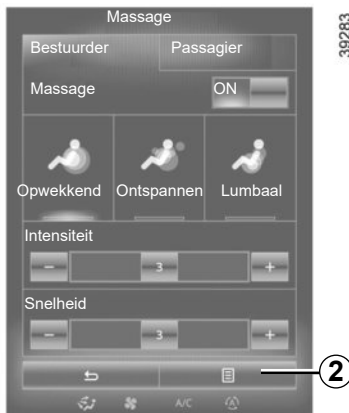 Massage
39283
Bestuurder Passagier
Massage ON
Opwekkend Ontspannen Lumbaal
Intensiteit
− 3 +
Snelheid
− 3 +
2
A/C A